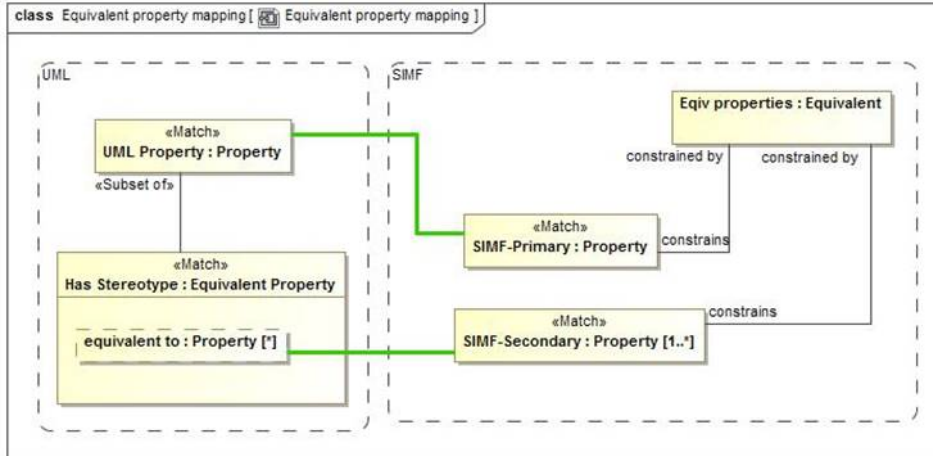 class Equivalent property mapping [ Equivalent property mapping ]
UML
SIMF
Eqiv properties : Equivalent
«Match»
UML Property : Property
constrained by
constrained by
«Subset of»
«Match»
SIMF-Primary : Property
constrains
«Match»
Has Stereotype : Equivalent Property
constrains
«Match»
SIMF-Secondary : Property [1..*]
equivalent to : Property [*]